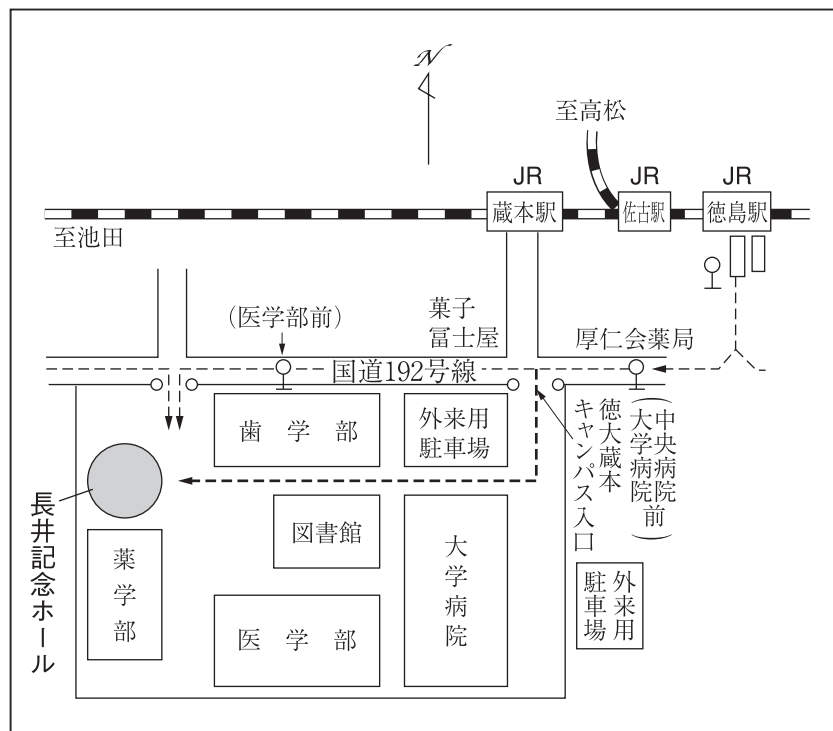 N
至高松
JR
JR
JR
蔵本駅
佐古駅
徳島駅
至池田
(医学部前)
菓子
冨士屋
厚仁会薬局
国道192号線
歯学部
外来用
駐車場
徳大蔵本
キャンパス入口
(中央病院
大学病院前)
長井記念ホール
図書館
大学病院
薬学部
医学部
外来用
駐車場